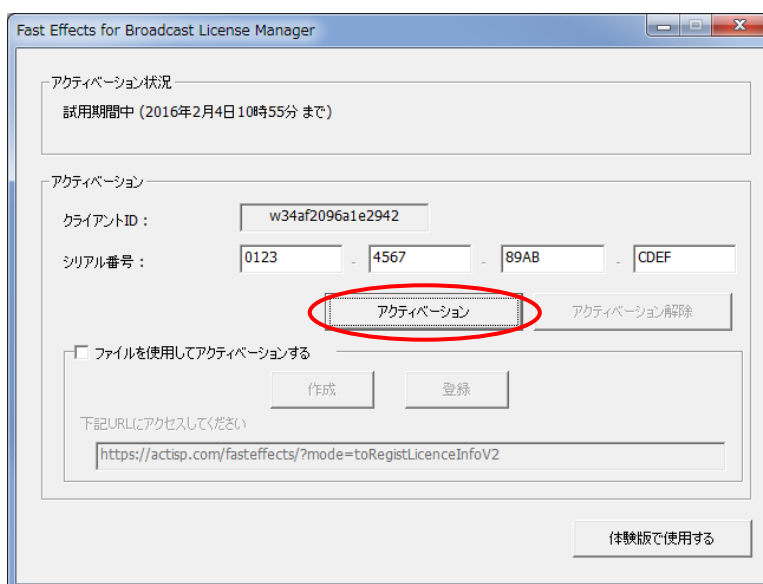 Fast Effects for Broadcast License Manager
アクティベーション状況
試用期間中 (2016年2月4日10時55分 まで)
アクティベーション
クライアントID： w34af2096a1e2942
シリアル番号： 0123 - 4567 - 89AB - CDEF
アクティベーション アクティベーション解除
ファイルを使用してアクティベーションする
作成 登録
下記URLにアクセスしてください
https://actisp.com/fasteffects/?mode=toRegistLicenceInfoV2
体験版で使用する